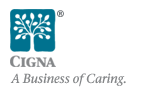 ®
CIGNA
A Business of Caring.